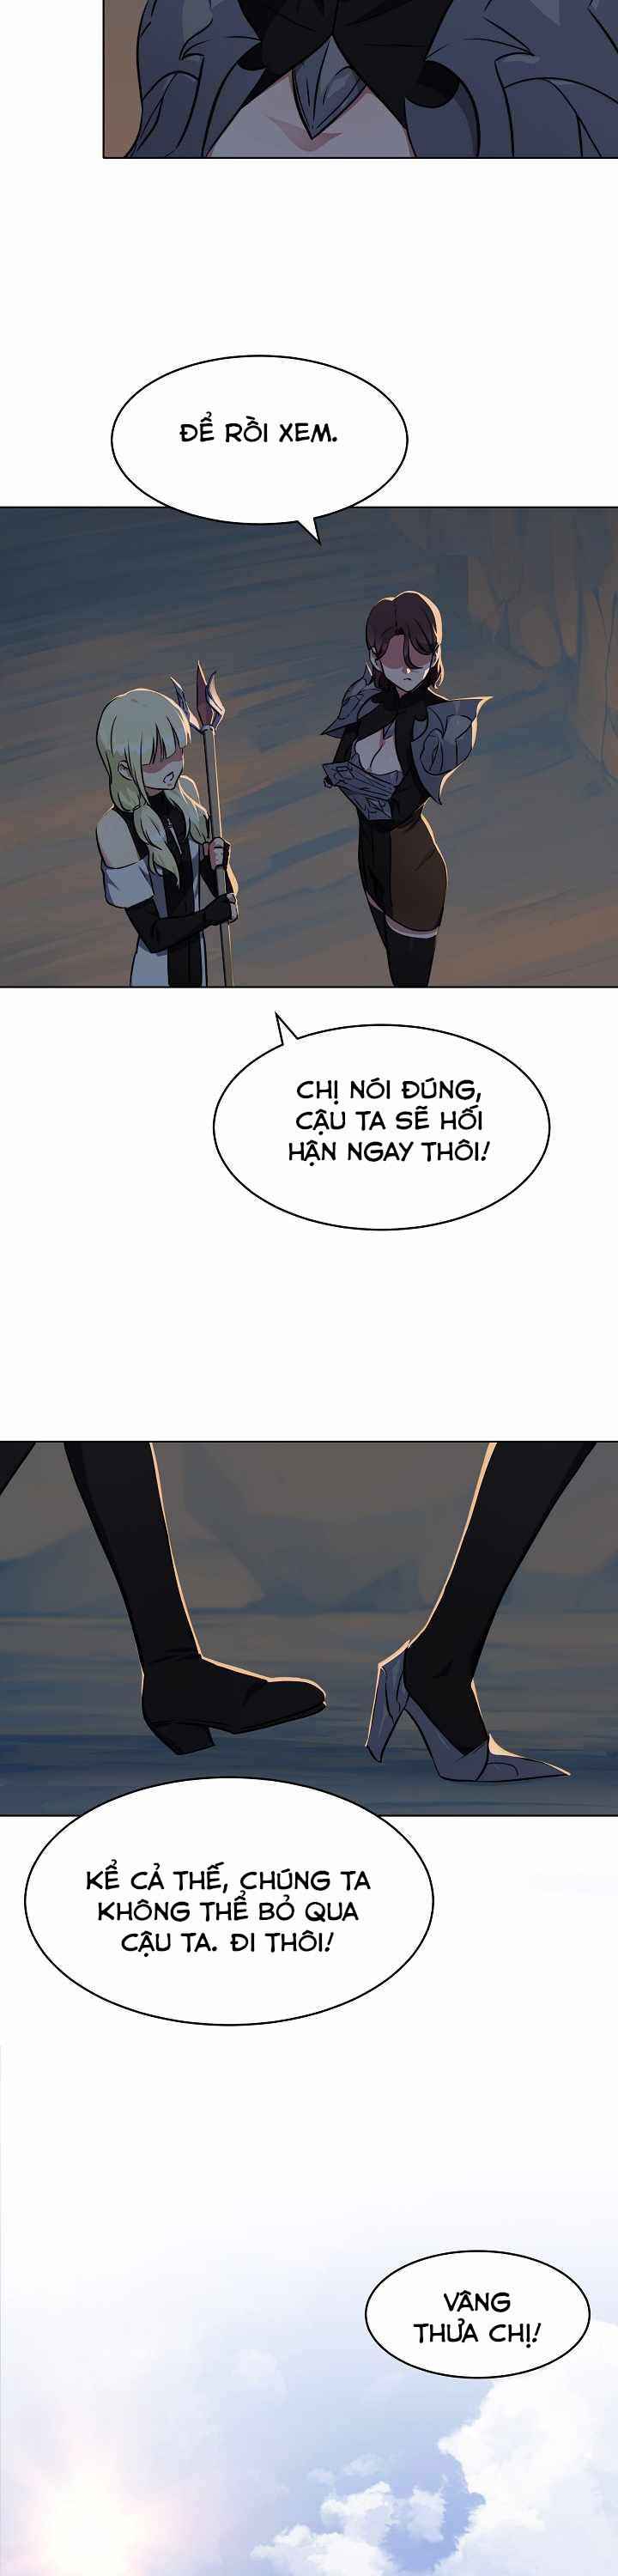 ĐỂ RỒI XEM.
CHỊ NÓI ĐÚNG,
CẬU TA SẼ HỐI
HẬN NGAY THÔI!
KỂ CẢ THẾ, CHÚNG TA
KHÔNG THỂ BỎ QUA
CẬU TA. ĐI THÔI!
VÂNG
THƯA CHỊ!